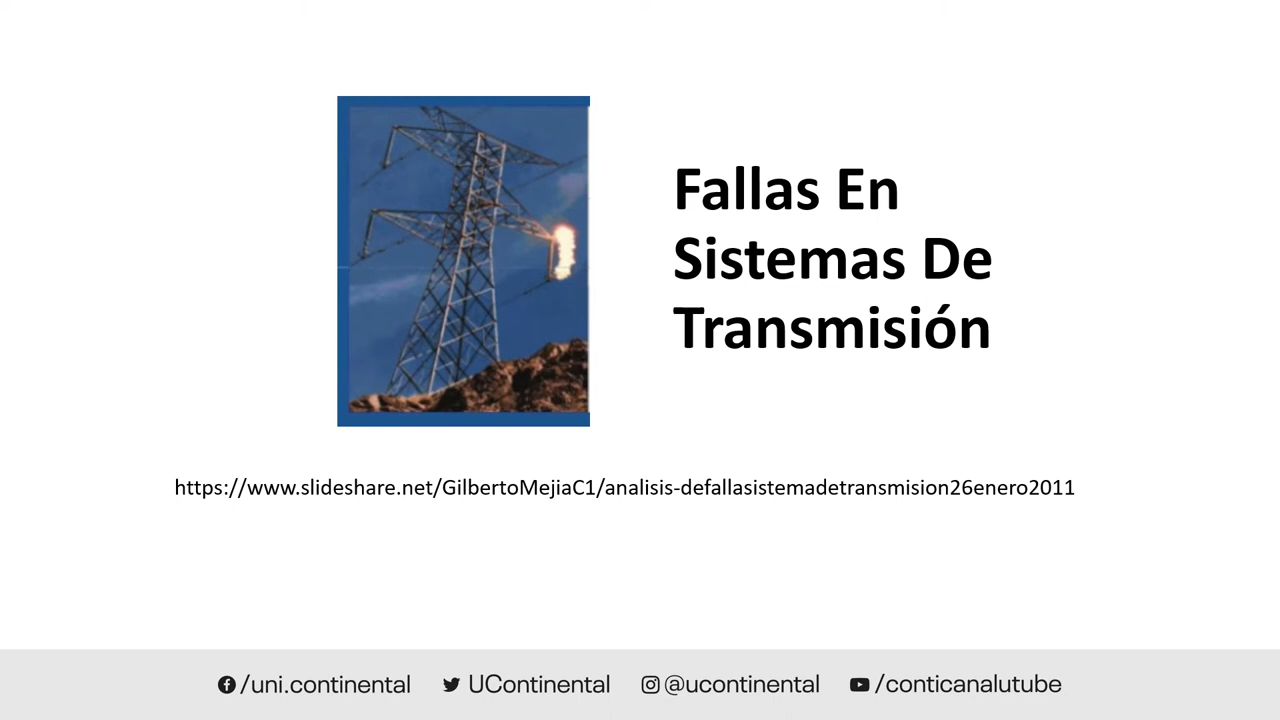 Fallas En
Sistemas De
Transmisión
https://www.slideshare.net/GilbertoMejiaC1/analisis-defallasistemadetransmision26enero2011
/uni.continental UContinental @ucontinental /conticanalutube